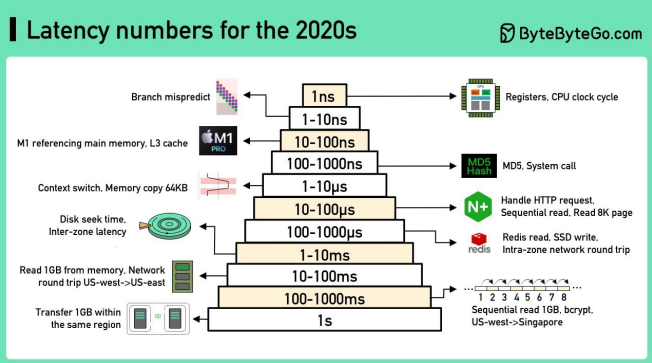 Latency numbers for the 2020s
ByteByteGo.com
1ns
Registers, CPU clock cycle
CPU
Branch mispredict
1-10ns
M1 referencing main memory, L3 cache
M1
PRO
10-100ns
100-1000ns
MD5
Hash
MD5, System call
Context switch, Memory copy 64KB
1-10µs
10-100µs
N+
Handle HTTP request,
Sequential read, Read 8K page
Disk seek time,
Inter-zone latency
100-1000µs
redis
Redis read, SSD write,
Intra-zone network round trip
1-10ms
Read 1GB from memory, Network
round trip US-west->US-east
10-100ms
100-1000ms
... 1 2 3 4 5 6 7 8 ...
Sequential read 1GB, bcrypt,
US-west->Singapore
Transfer 1GB within
the same region
1s